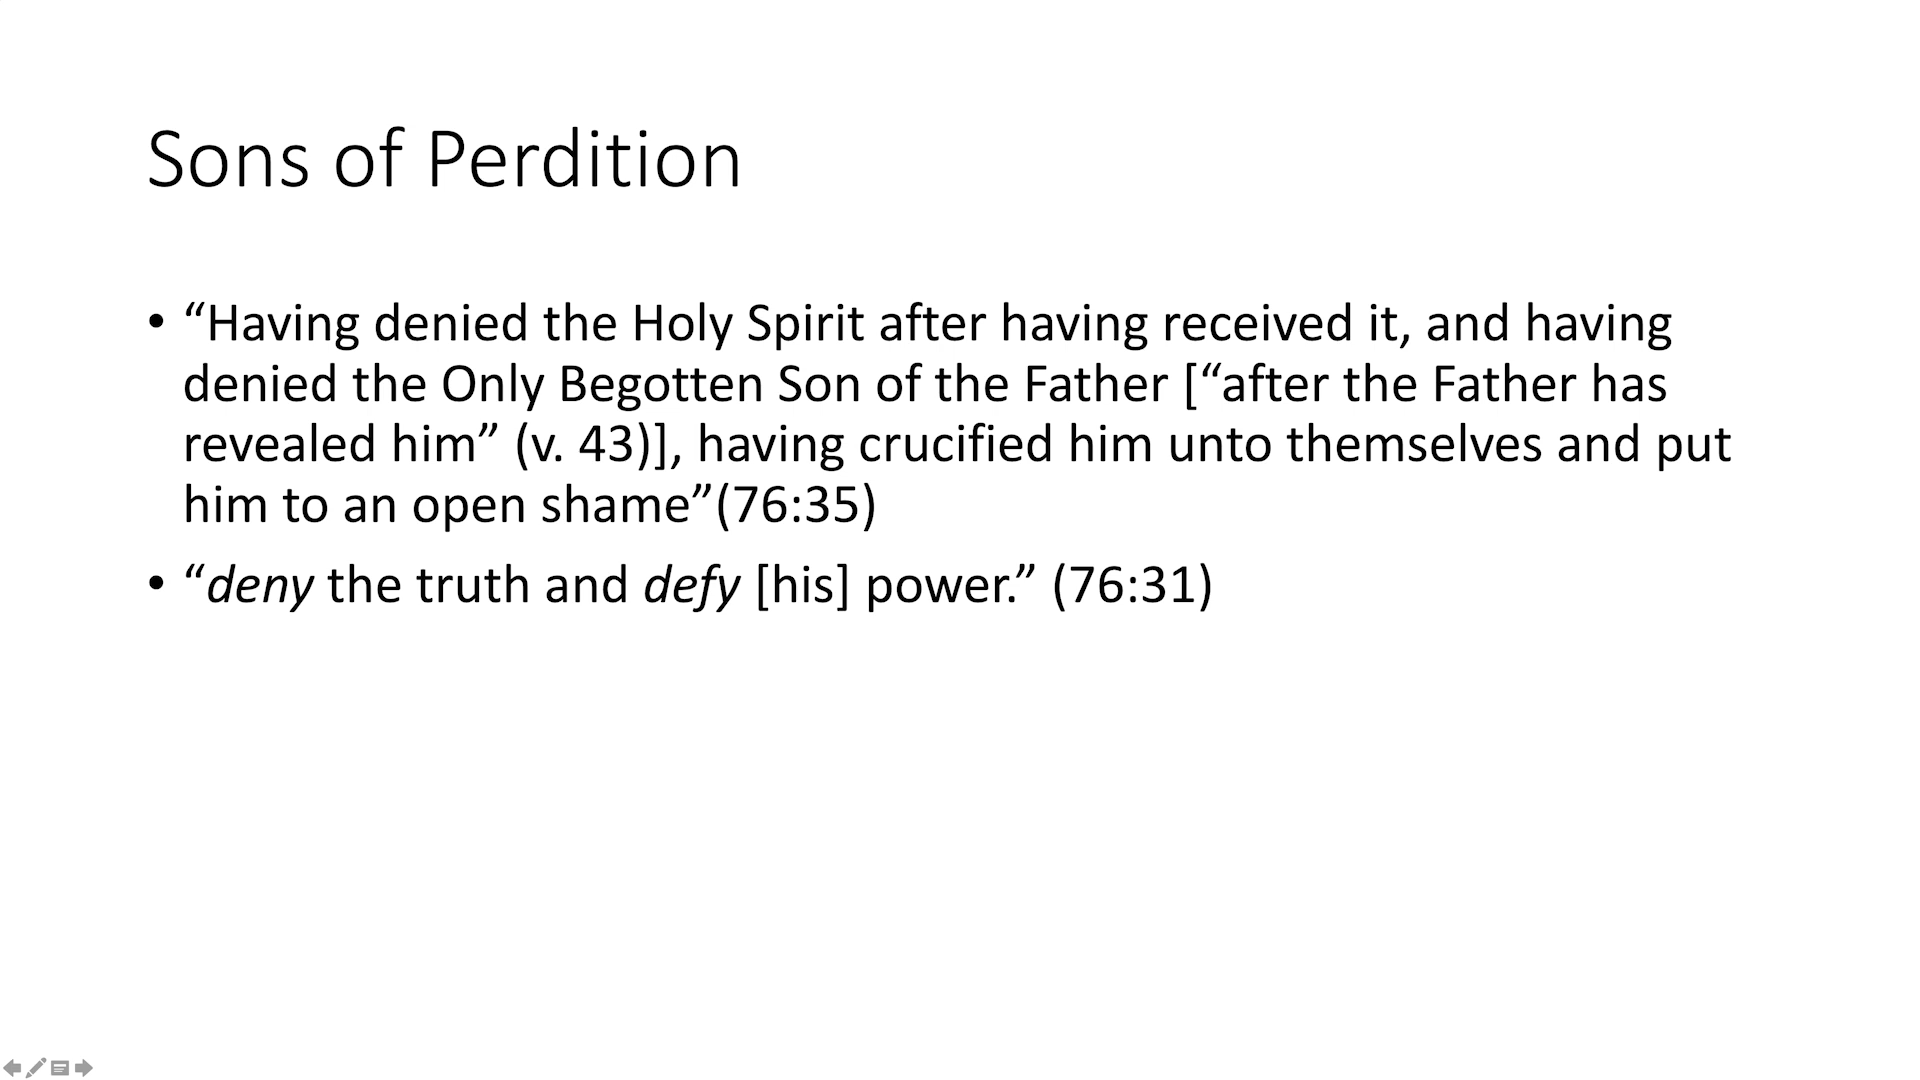 Sons of Perdition
• “Having denied the Holy Spirit after having received it, and having
denied the Only Begotten Son of the Father [“after the Father has
revealed him” (v. 43)], having crucified him unto themselves and put
him to an open shame”(76:35)
• “deny the truth and defy [his] power.” (76:31)